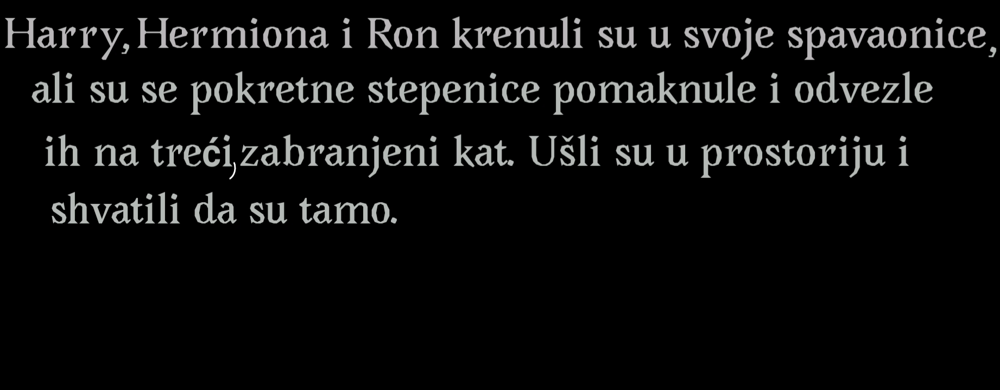 Harry, Hermiona i Ron krenuli su u svoje spavaonice,
ali su se pokretne stepenice pomaknule i odvezle
ih na treći, zabranjeni kat. Ušli su u prostoriju i
shvatili da su tamo.